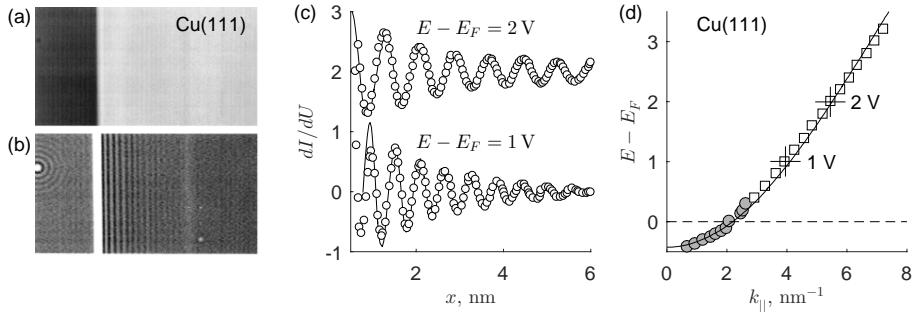 (a)
Cu(111)
(b)
(c)
E − E_F = 2 V
E − E_F = 1 V
dI/dU
3
2
1
0
-1
2
4
6
x, nm
(d)
Cu(111)
2 V
1 V
E − E_F
3
2
1
0
0
2
4
6
8
k_||, nm⁻¹